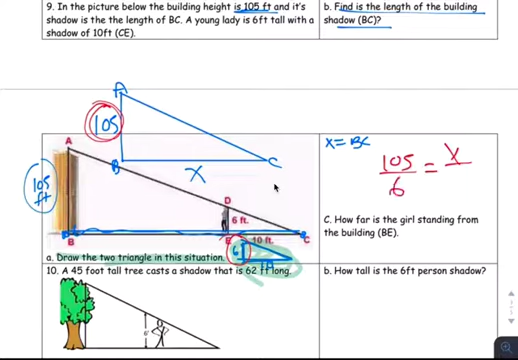 9. In the picture below the building height is 105 ft and it's
shadow is the the length of BC. A young lady is 6ft tall with a
shadow of 10ft (CE).
b. Find is the length of the building
shadow (BC)?
A
105
B
C
X
x = BC
105
6
=
x
A
105
ft
D
6 ft.
B
E
10 ft.
C
6
10
a. Draw the two triangle in this situation.
C. How far is the girl standing from
the building (BE).
10. A 45 foot tall tree casts a shadow that is 62 ft long.
b. How tall is the 6ft person shadow?
6'